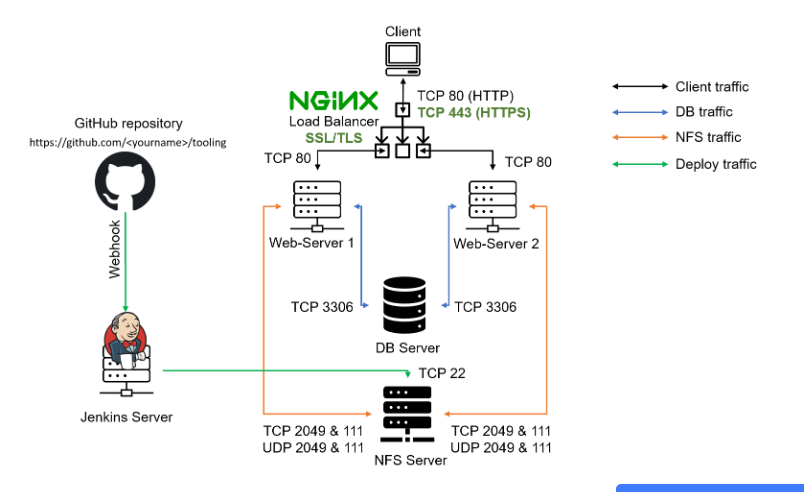 Client
NGiNX
Load Balancer
SSL/TLS
TCP 80 (HTTP)
TCP 443 (HTTPS)
Client traffic
DB traffic
NFS traffic
Deploy traffic
GitHub repository
https://github.com/<yourname>/tooling
Webhook
Jenkins Server
TCP 80
TCP 80
Web-Server 1
Web-Server 2
TCP 3306
TCP 3306
DB Server
TCP 22
TCP 2049 & 111
UDP 2049 & 111
TCP 2049 & 111
UDP 2049 & 111
NFS Server